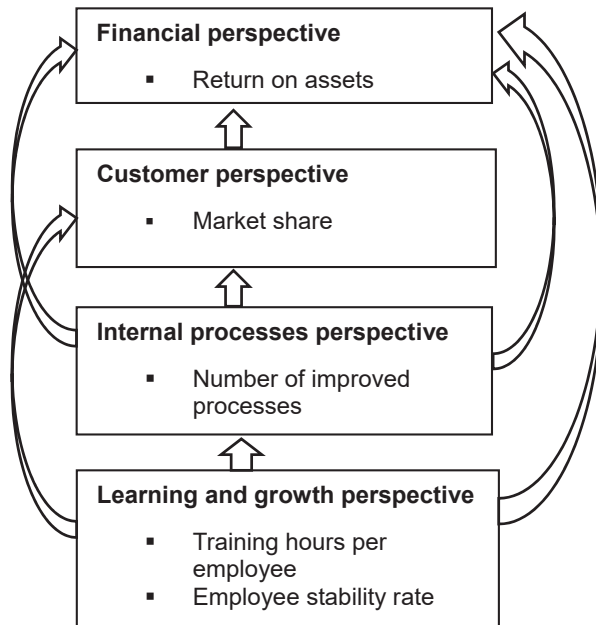 Financial perspective
▪ Return on assets
Customer perspective
▪ Market share
Internal processes perspective
▪ Number of improved
processes
Learning and growth perspective
▪ Training hours per
employee
▪ Employee stability rate